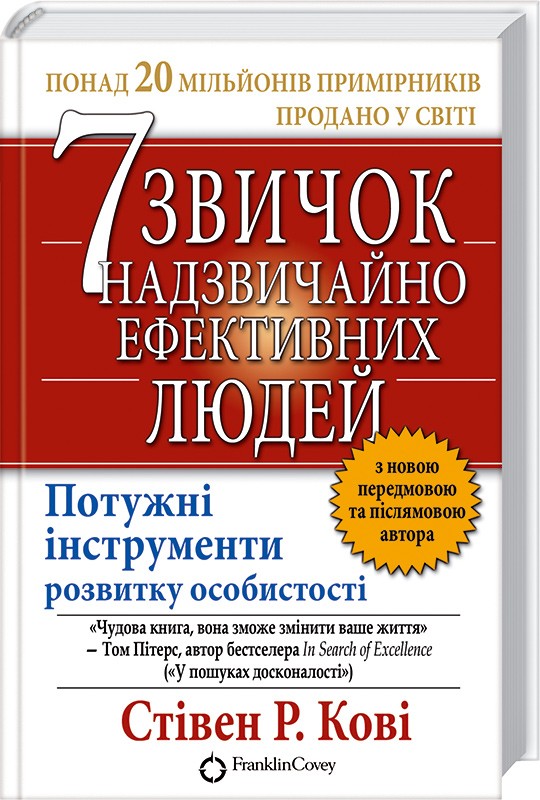 ПОНАД 20 МІЛЬЙОНІВ ПРИМІРНИКІВ
ПРОДАНО У СВІТІ
7 ЗВИЧОК
НАДЗВИЧАЙНО
ЕФЕКТИВНИХ
ЛЮДЕЙ
з новою
передмовою
та післямовою
автора
Потужні
інструменти
розвитку особистості
«Чудова книга, вона зможе змінити ваше життя»
– Том Пітерс, автор бестселера In Search of Excellence
(«У пошуках досконалості»)
Стівен Р. Кові
FranklinCovey